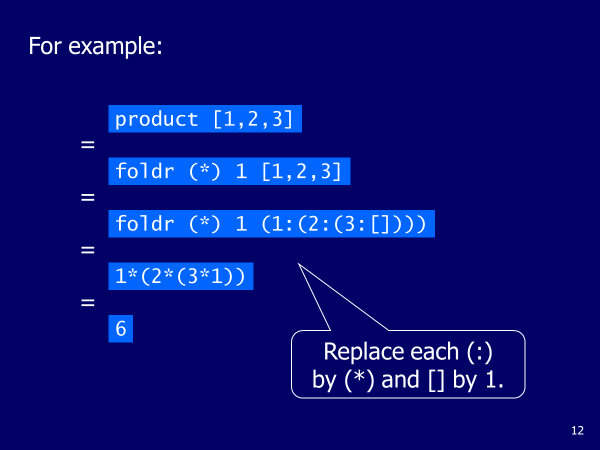 For example:
product [1,2,3]
=
foldr (*) 1 [1,2,3]
=
foldr (*) 1 (1:(2:(3:[])))
=
1*(2*(3*1))
=
6
Replace each (:)
by (*) and [] by 1.
12